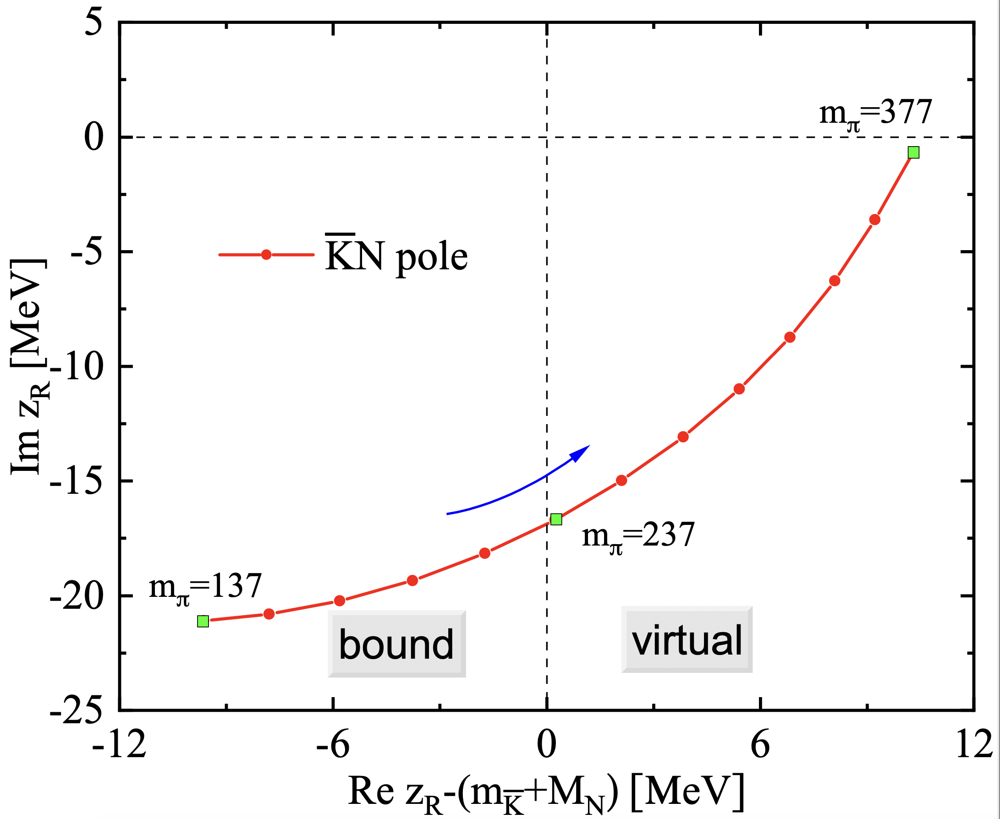 5
0
-5
-10
-15
-20
-25
Im z_R [MeV]
m_π=377
K̅N pole
m_π=237
m_π=137
bound
virtual
-12 -6 0 6 12
Re z_R-(m_K̅+M_N) [MeV]